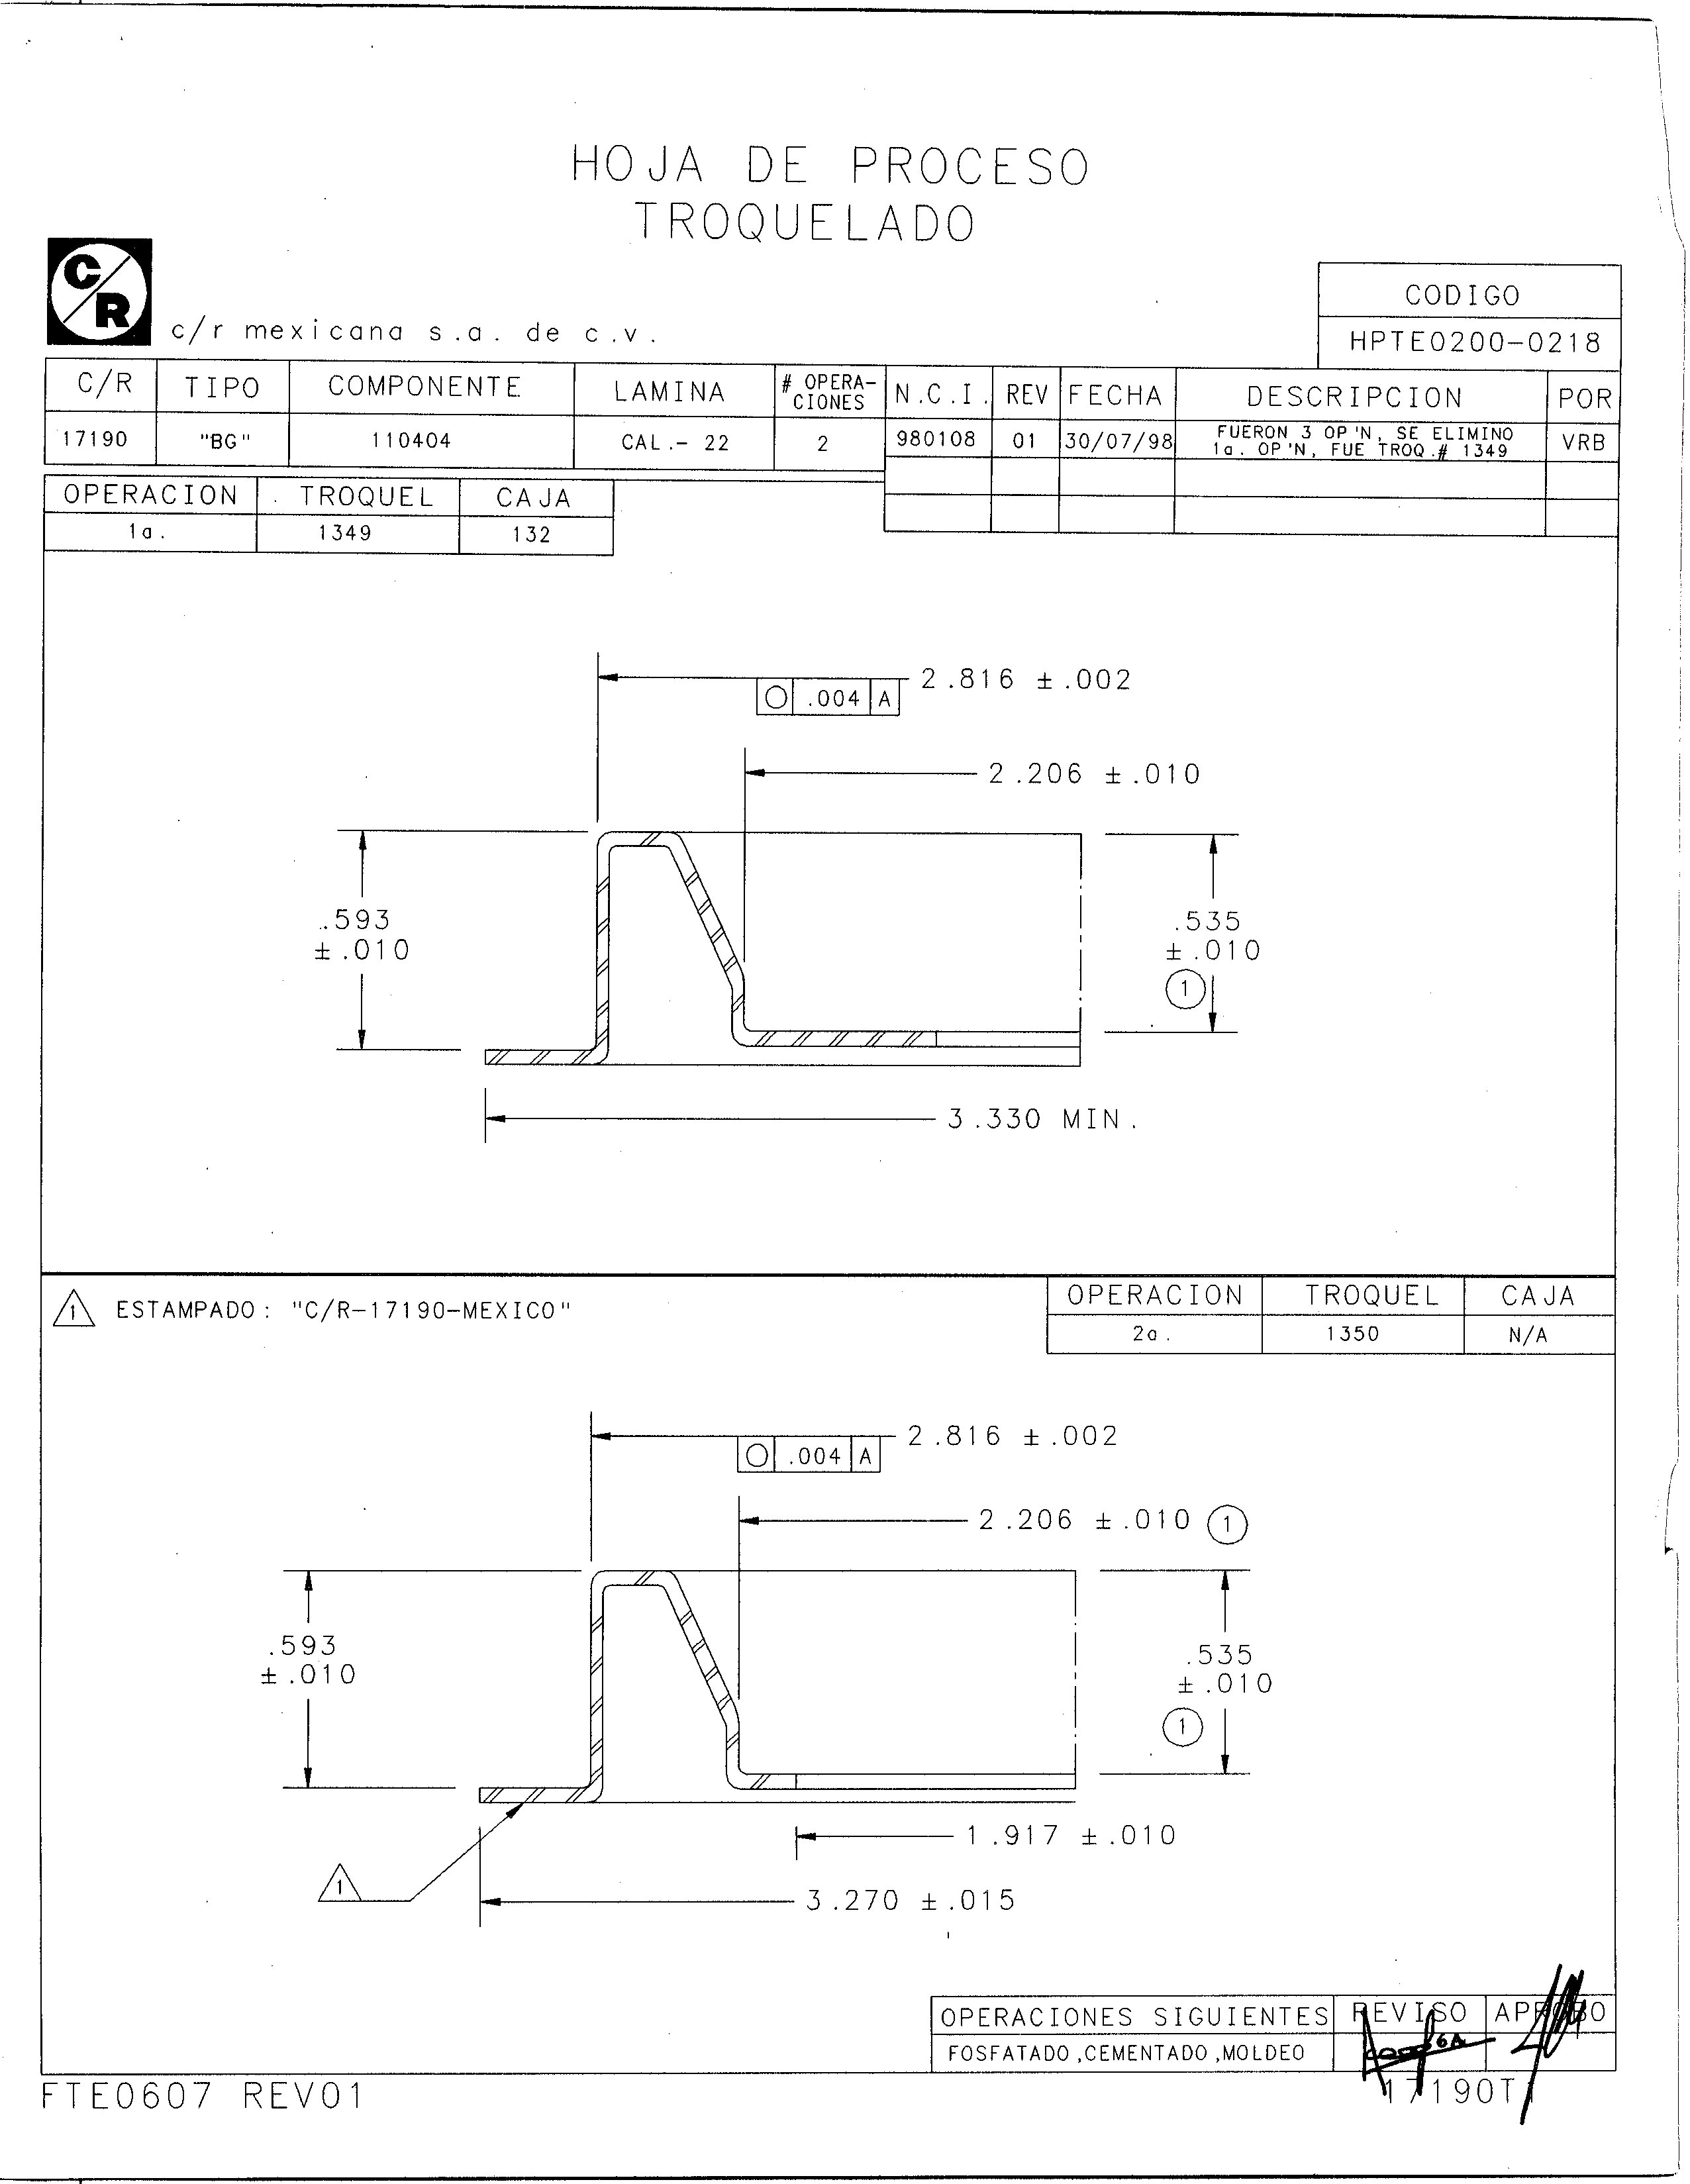 HOJA DE PROCESO
TROQUELADO
C/R
c/r mexicana s.a. de c.v.
CODIGO
HPTE0200-0218
C/R TIPO COMPONENTE LAMINA # OPERA-CIONES N.C.I. REV FECHA DESCRIPCION POR
17190 "BG" 110404 CAL.- 22 2 980108 01 30/07/98 FUERON 3 OP'N, SE ELIMINO VRB
1a. OP'N, FUE TROQ.# 1349
OPERACION TROQUEL CAJA
1a. 1349 132
2.816 ±.002
.004 A
2.206 ±.010
.593
±.010
.535
±.010
1
3.330 MIN.
1 ESTAMPADO: "C/R-17190-MEXICO"
OPERACION TROQUEL CAJA
2a. 1350 N/A
2.816 ±.002
.004 A
2.206 ±.010 1
.593
±.010
.535
±.010
1
1.917 ±.010
1
3.270 ±.015
OPERACIONES SIGUIENTES REVISO APROBO
FOSFATADO,CEMENTADO,MOLDEO
FTE0607 REV01